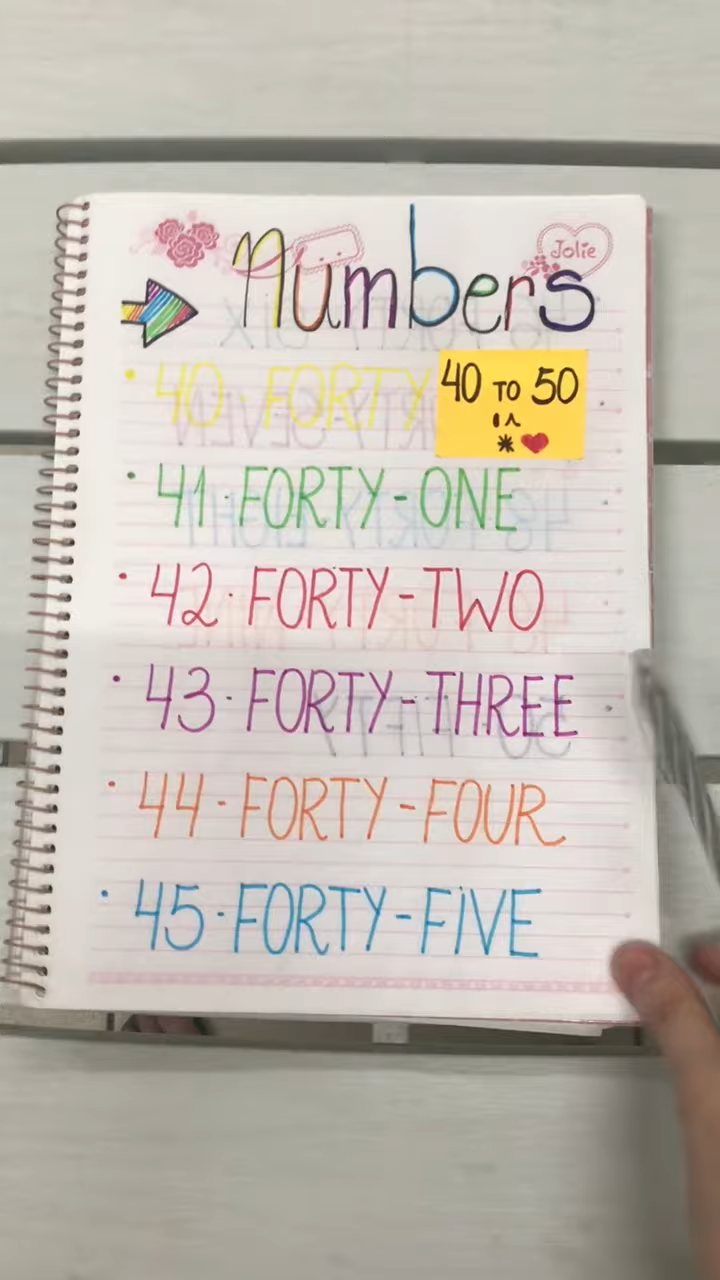 Jolie
Numbers
40 TO 50
40 · FORTY
41 · FORTY-ONE
42 · FORTY-TWO
43 · FORTY-THREE
44 · FORTY-FOUR
45 · FORTY-FiVE